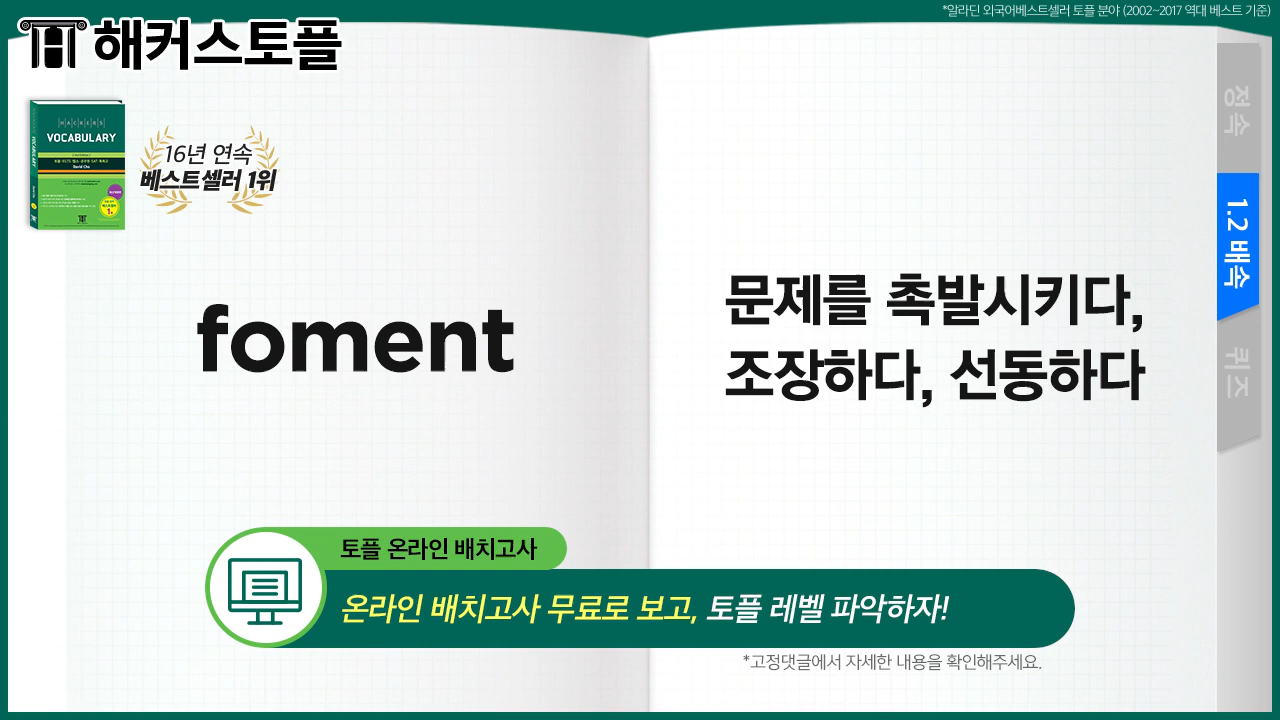 *알라딘 외국어베스트셀러 토플 분야 (2002~2017 역대 베스트 기준)
해커스토플
HACKERS
VOCABULARY
David Cho
VOCABULARY
16년 연속
베스트셀러 1위
정속
1.2 배속
퀴즈
foment
문제를 촉발시키다,
조장하다, 선동하다
토플 온라인 배치고사
온라인 배치고사 무료로 보고, 토플 레벨 파악하자!
*고정댓글에서 자세한 내용을 확인해주세요.